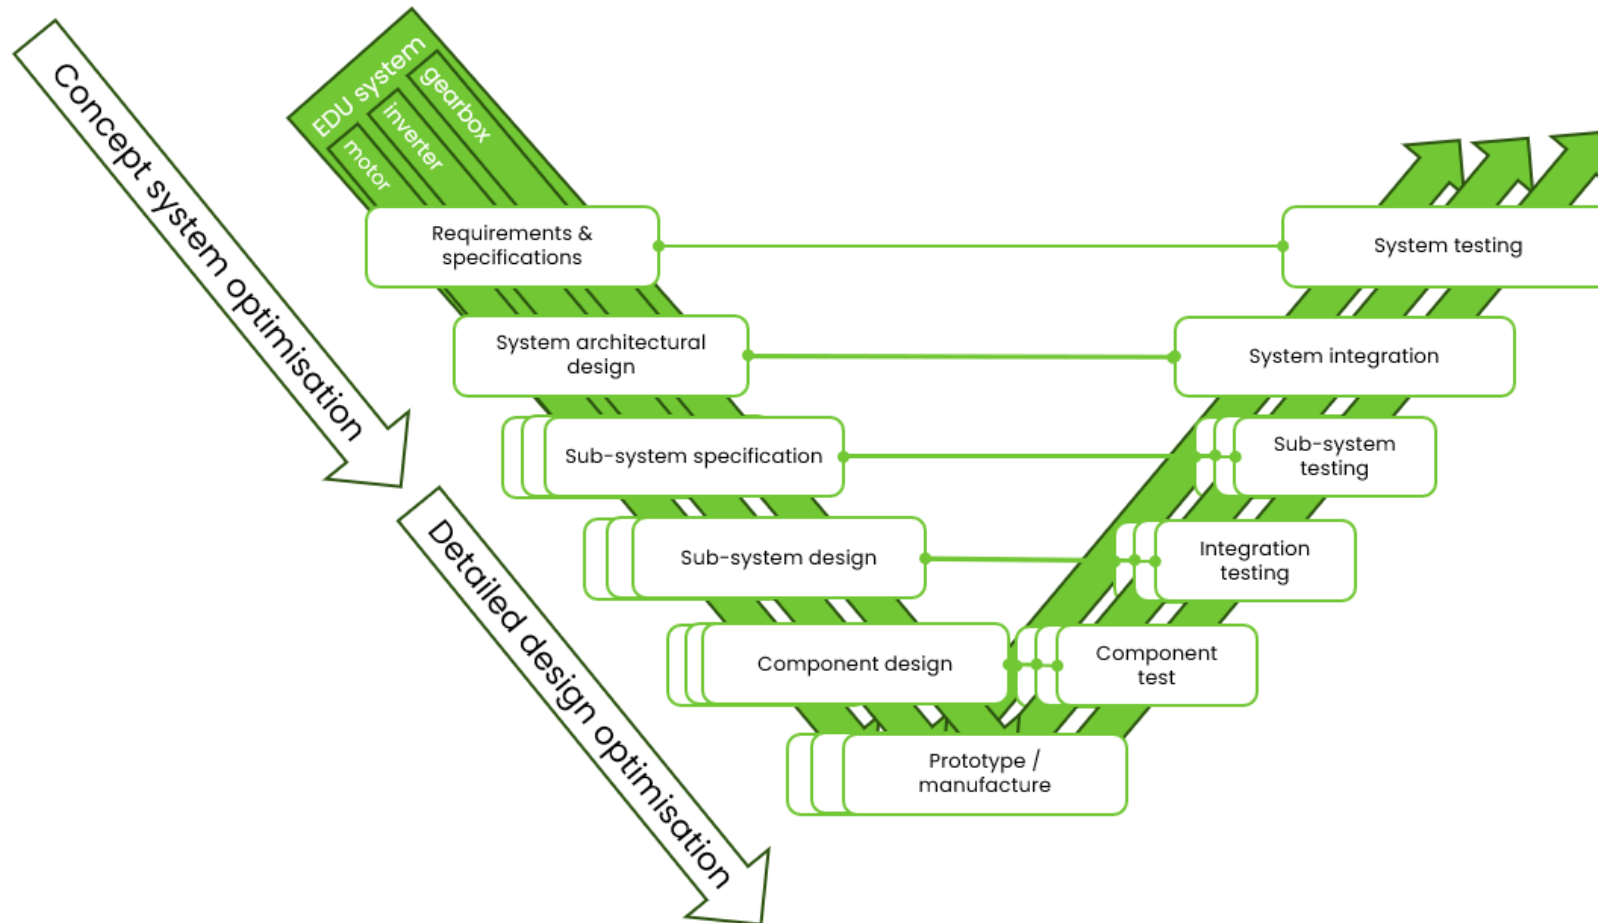 Concept system optimisation
Detailed design optimisation
EDU system
motor
inverter
gearbox
Requirements &
specifications
System testing
System architectural
design
System integration
Sub-system specification
Sub-system
testing
Sub-system design
Integration
testing
Component design
Component
test
Prototype /
manufacture